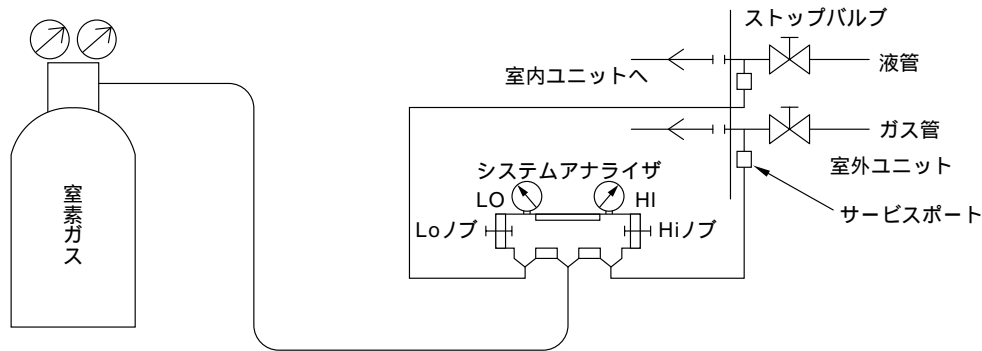 ストップバルブ
液管
室内ユニットへ
ガス管
室外ユニット
サービスポート
システムアナライザ
LO
HI
Loノブ
Hiノブ
窒素ガス